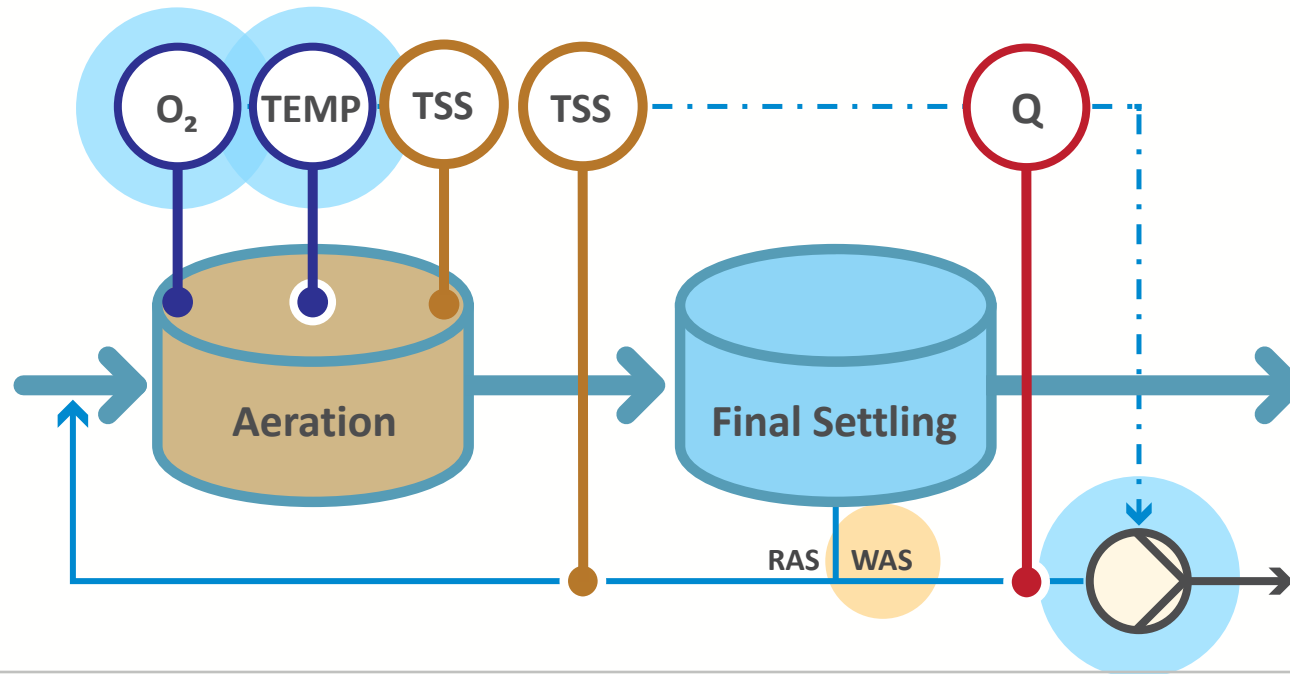 O₂
TEMP
TSS
TSS
Q
Aeration
Final Settling
RAS
WAS